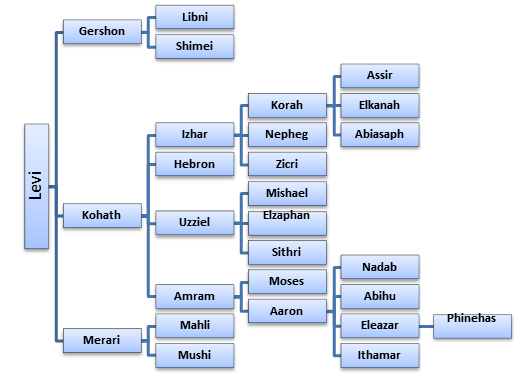 Levi
Gershon
Libni
Shimei
Kohath
Izhar
Korah
Assir
Elkanah
Abiasaph
Nepheg
Zicri
Hebron
Uzziel
Mishael
Elzaphan
Sithri
Amram
Moses
Aaron
Nadab
Abihu
Eleazar
Phinehas
Ithamar
Merari
Mahli
Mushi